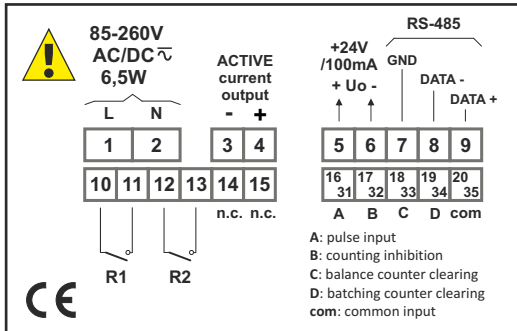 85-260V
AC/DC
6,5W
L N
ACTIVE
current
output
- +
+24V
/100mA
+ Uo -
RS-485
GND
DATA -
DATA +
1 2 3 4 5 6 7 8 9
10 11 12 13 14 15
16 17 18 19 20
31 32 33 34 35
n.c. n.c.
A B C D com
R1 R2
A: pulse input
B: counting inhibition
C: balance counter clearing
D: batching counter clearing
com: common input
CE